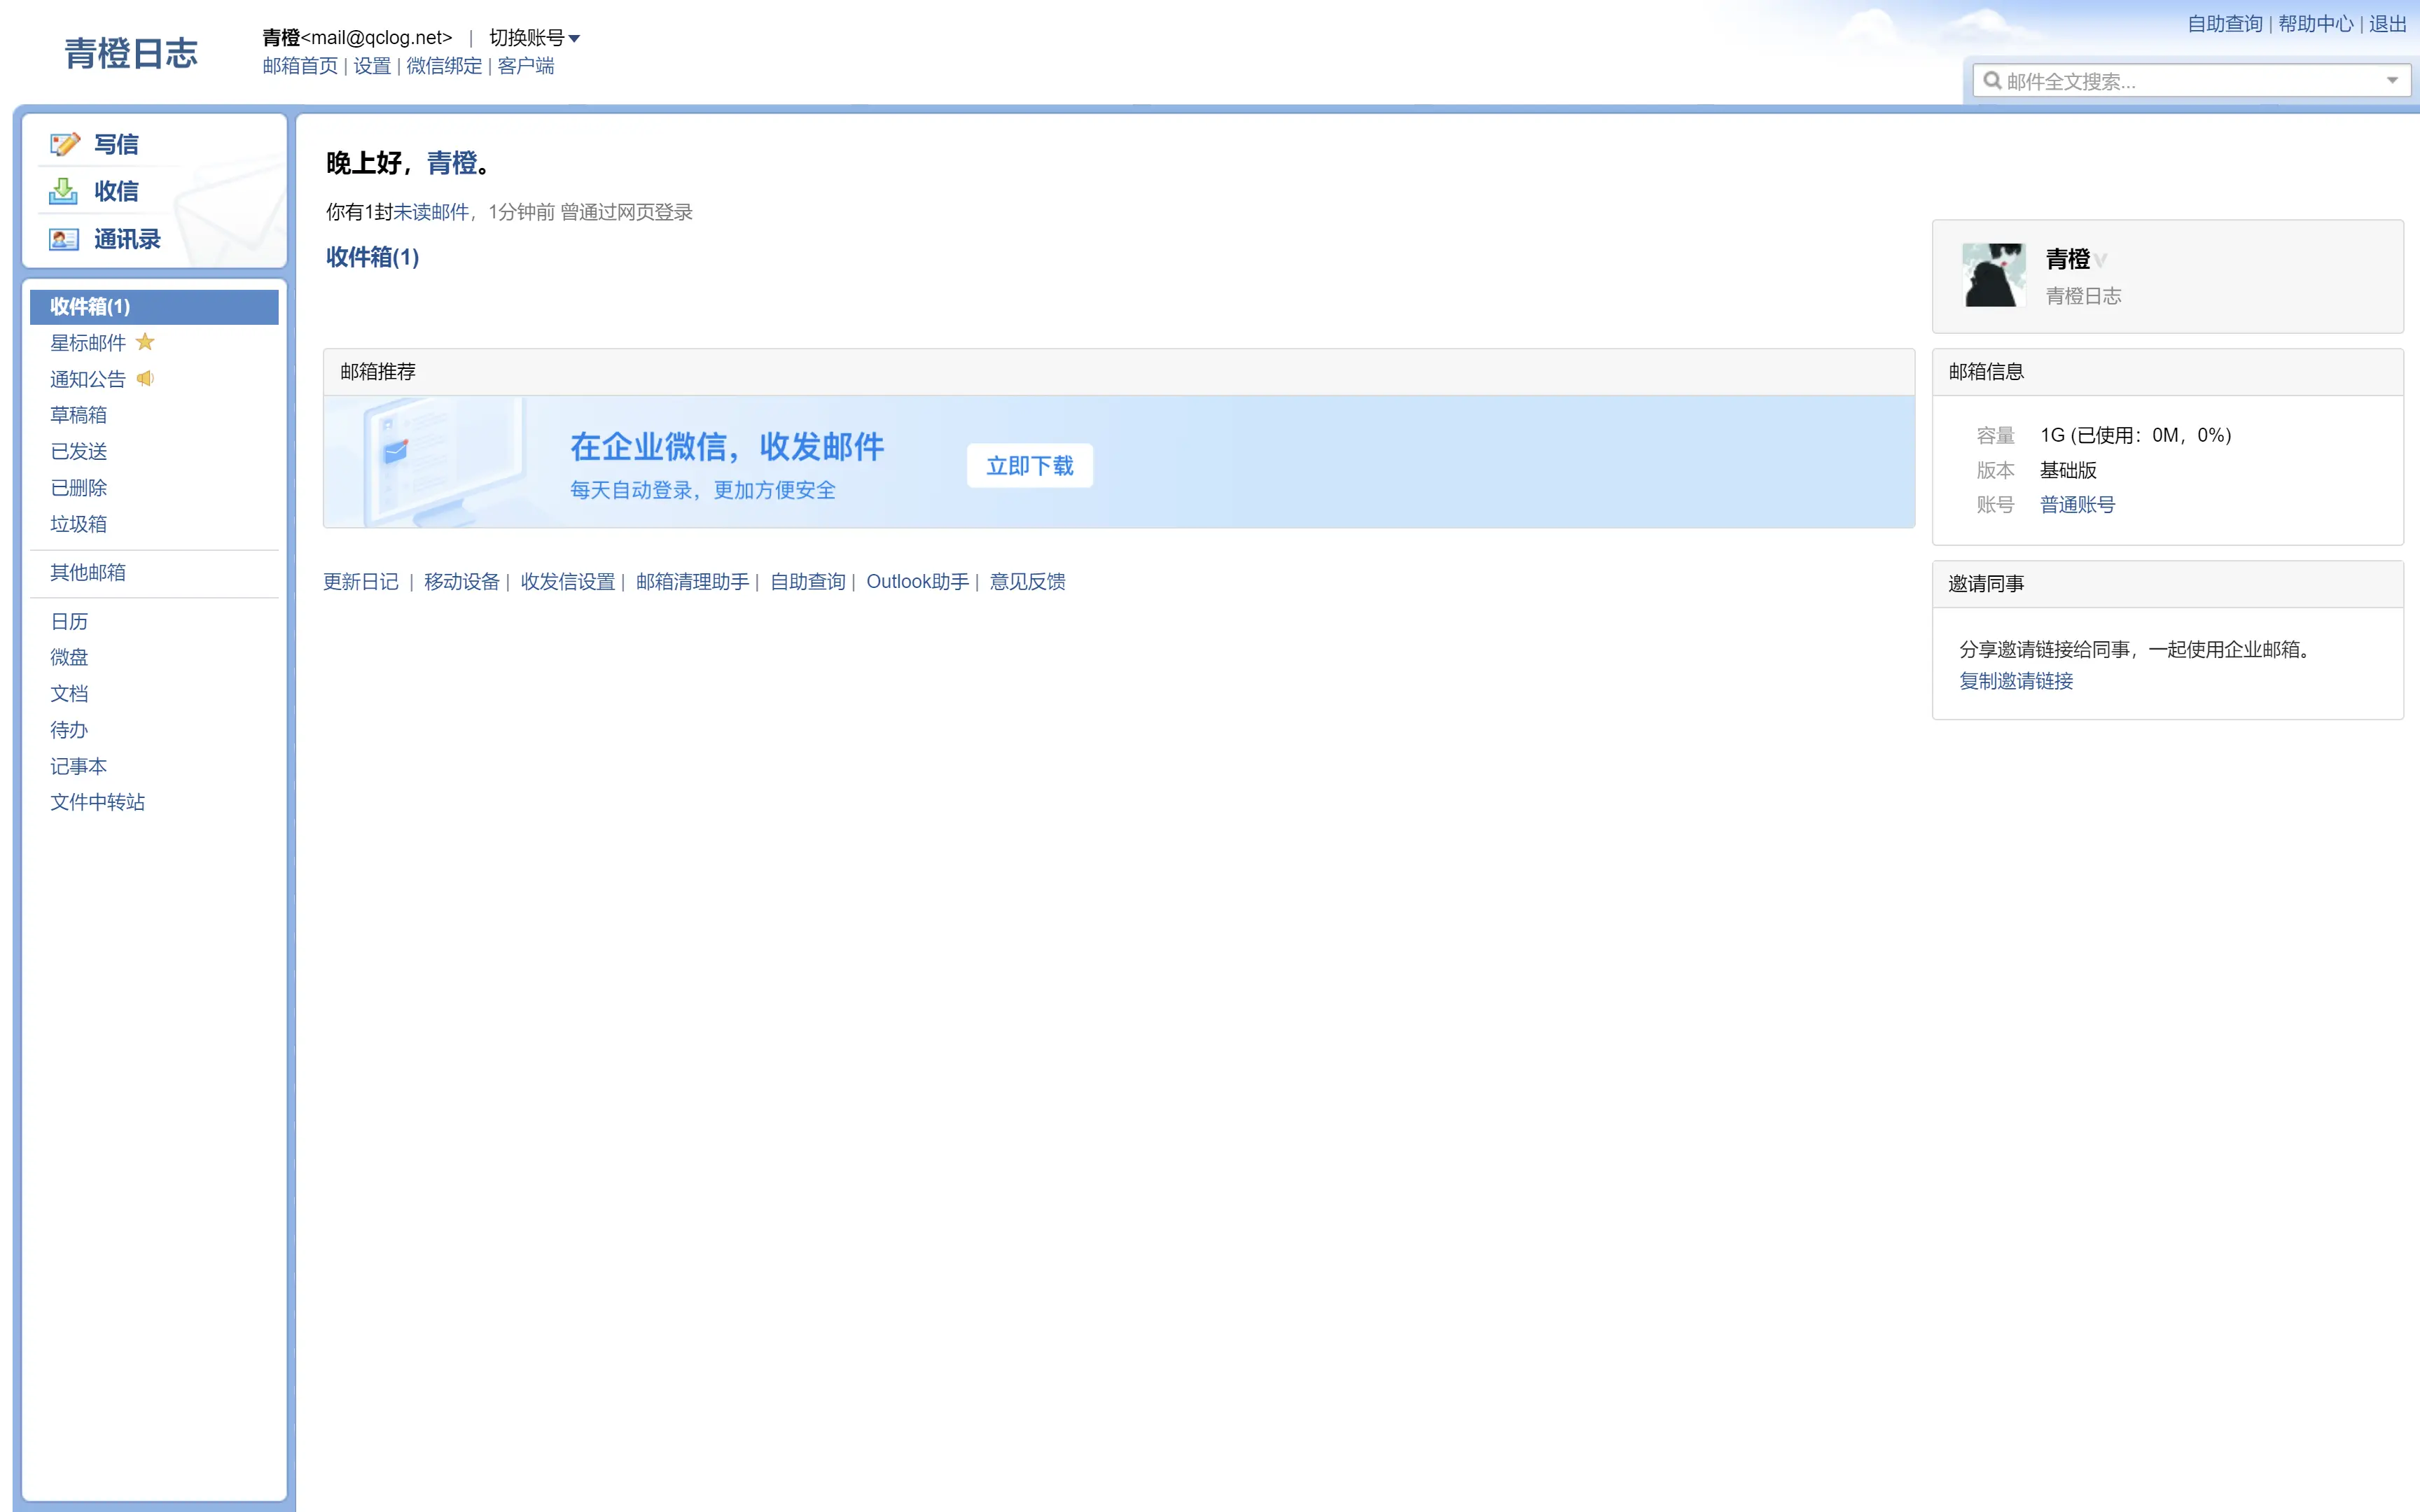 青橙日志
青橙<mail@qclog.net> | 切换账号
邮箱首页 | 设置 | 微信绑定 | 客户端
自助查询 | 帮助中心 | 退出
邮件全文搜索...
写信
收信
通讯录
收件箱(1)
星标邮件
通知公告
草稿箱
已发送
已删除
垃圾箱
其他邮箱
日历
微盘
文档
待办
记事本
文件中转站
晚上好，青橙。
你有1封未读邮件，1分钟前 曾通过网页登录
收件箱(1)
邮箱推荐
在企业微信，收发邮件
每天自动登录，更加方便安全
立即下载
更新日记 | 移动设备 | 收发信设置 | 邮箱清理助手 | 自助查询 | Outlook助手 | 意见反馈
青橙
青橙日志
邮箱信息
容量 1G (已使用：0M，0%)
版本 基础版
账号 普通账号
邀请同事
分享邀请链接给同事，一起使用企业邮箱。
复制邀请链接